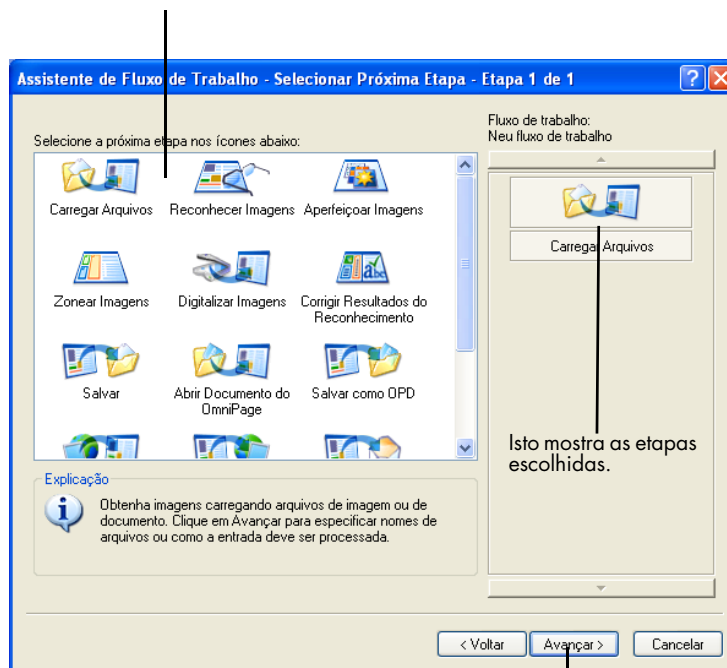 Assistente de Fluxo de Trabalho - Selecionar Próxima Etapa - Etapa 1 de 1
Selecione a próxima etapa nos ícones abaixo:
Carregar Arquivos
Reconhecer Imagens
Aperfeiçoar Imagens
Zonear Imagens
Digitalizar Imagens
Corrigir Resultados do
Reconhecimento
Salvar
Abrir Documento do
OmniPage
Salvar como OPD
Explicação
Obtenha imagens carregando arquivos de imagem ou de
documento. Clique em Avançar para especificar nomes de
arquivos ou como a entrada deve ser processada.
Fluxo de trabalho:
Neu fluxo de trabalho
Carregar Arquivos
Isto mostra as etapas
escolhidas.
< Voltar
Avançar >
Cancelar